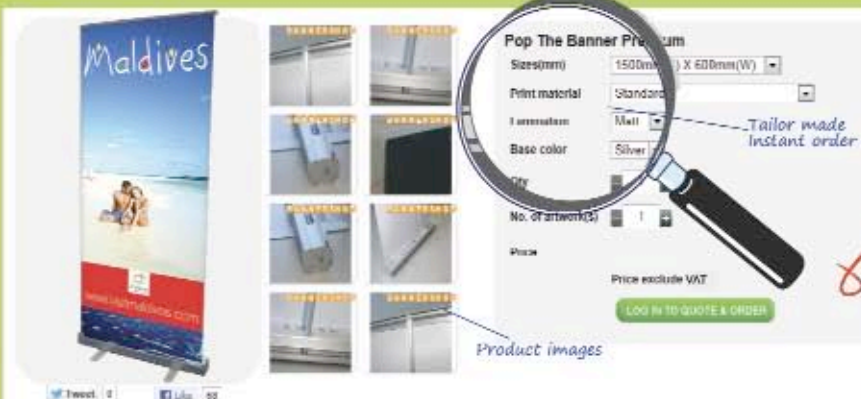 Maldives
www.visitmaldives.com
Tweet 0
Like 68
Product images
Pop The Banner Premium
Sizes(mm) 1500mm( ) X 600mm(W)
Print material Standard
Lamination Matt
Base color Silver
Qty
No. of artwork(s) 1
Price
Price exclude VAT
LOG IN TO QUOTE & ORDER
Tailor made
Instant order